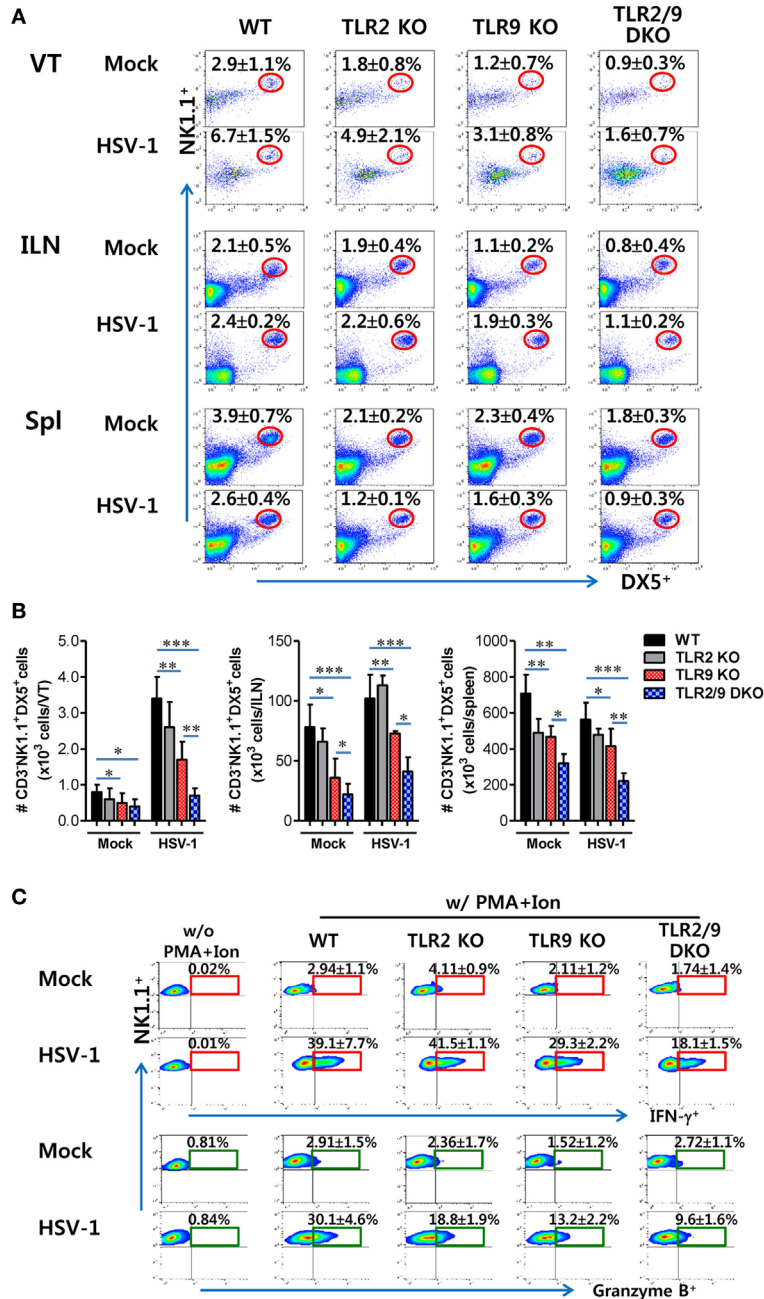 A
WT TLR2 KO TLR9 KO TLR2/9 DKO
VT
NK1.1+
Mock 2.9±1.1% 1.8±0.8% 1.2±0.7% 0.9±0.3%
HSV-1 6.7±1.5% 4.9±2.1% 3.1±0.8% 1.6±0.7%
ILN
Mock 2.1±0.5% 1.9±0.4% 1.1±0.2% 0.8±0.4%
HSV-1 2.4±0.2% 2.2±0.6% 1.9±0.3% 1.1±0.2%
Spl
Mock 3.9±0.7% 2.1±0.2% 2.3±0.4% 1.8±0.3%
HSV-1 2.6±0.4% 1.2±0.1% 1.6±0.3% 0.9±0.3%
DX5+
B
# CD3-NK1.1+DX5+cells
(x10³ cells/VT)
5.0
4.0
3.0
2.0
1.0
0.0
* * *** ** **
Mock HSV-1
# CD3-NK1.1+DX5+cells
(x10³ cells/ILN)
150
100
50
0
*** * * *** ** *
Mock HSV-1
# CD3-NK1.1+DX5+cells
(x10³ cells/spleen)
1000
800
600
400
200
0
** ** * *** * **
Mock HSV-1
WT
TLR2 KO
TLR9 KO
TLR2/9 DKO
C
w/ PMA+Ion
w/o PMA+Ion
WT TLR2 KO TLR9 KO TLR2/9 DKO
NK1.1+
Mock 0.02% 2.94±1.1% 4.11±0.9% 2.11±1.2% 1.74±1.4%
HSV-1 0.01% 39.1±7.7% 41.5±1.1% 29.3±2.2% 18.1±1.5%
IFN-γ+
Mock 0.81% 2.91±1.5% 2.36±1.7% 1.52±1.2% 2.72±1.1%
HSV-1 0.84% 30.1±4.6% 18.8±1.9% 13.2±2.2% 9.6±1.6%
Granzyme B+